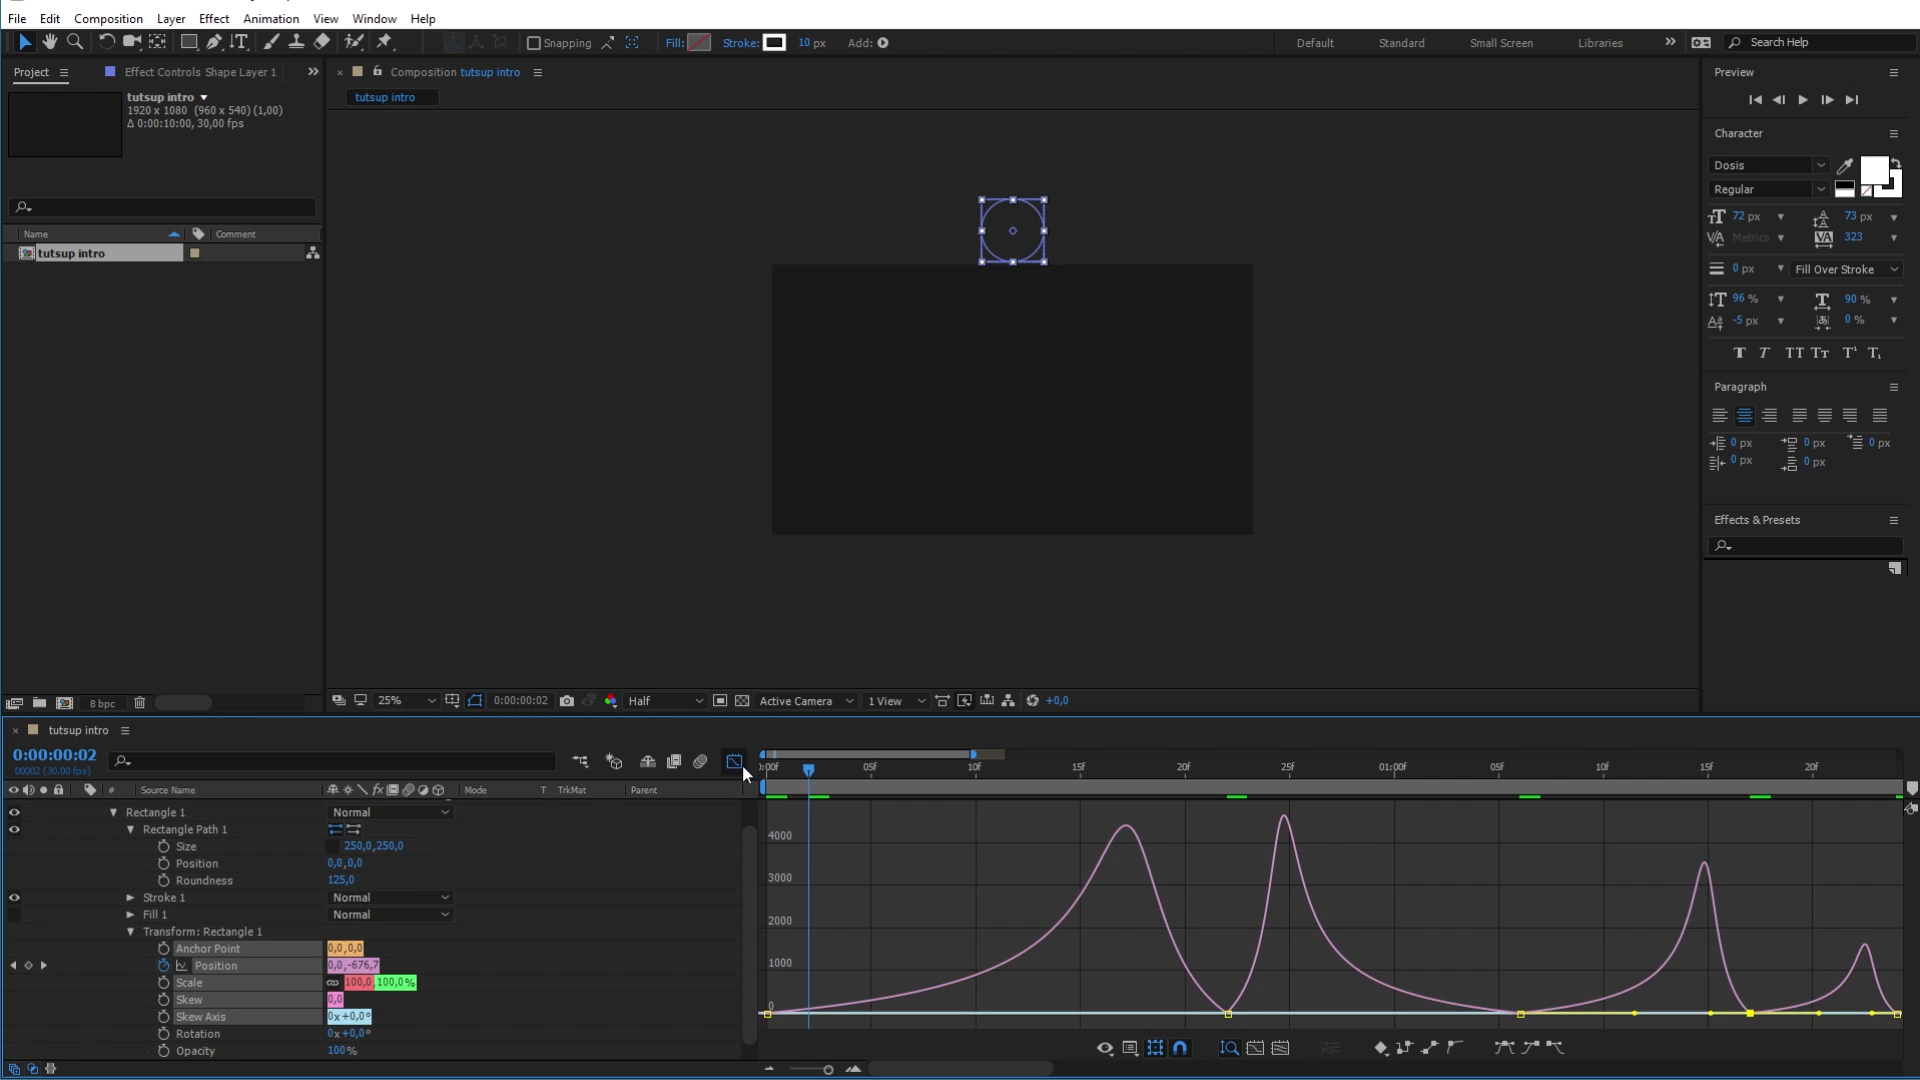 File Edit Composition Layer Effect Animation View Window Help
Snapping Fill: Stroke: 10 px Add: Default Standard Small Screen Libraries Search Help
Project Effect Controls Shape Layer 1
Composition tutsup intro
tutsup intro
tutsup intro
1920 x 1080 (960 x 540) (1,00)
Δ 0:00:10:00, 30,00 fps
Name Comment
tutsup intro
8 bpc
25% 0:00:00:02 Half Active Camera 1 View +0,0
Preview
Character
Dosis
Regular
72 px 73 px
Metrics 323
0 px Fill Over Stroke
96 % 90 %
-5 px 0 %
T T TT Tт T¹ T₁
Paragraph
0 px 0 px 0 px
0 px 0 px
Effects & Presets
tutsup intro
0:00:00:02
00002 (30.00 fps)
# Source Name fx Mode T TrkMat Parent
Rectangle 1 Normal
Rectangle Path 1
Size 250,0,250,0
Position 0,0,0,0
Roundness 125,0
Stroke 1 Normal
Fill 1 Normal
Transform: Rectangle 1
Anchor Point 0,0,0,0
Position 0,0,-676,7
Scale 100,0,100,0%
Skew 0,0
Skew Axis 0x+0,0°
Rotation 0x+0,0°
Opacity 100%
:00f 05f 10f 15f 20f 25f 01:00f 05f 10f 15f 20f
4000
3000
2000
1000
0